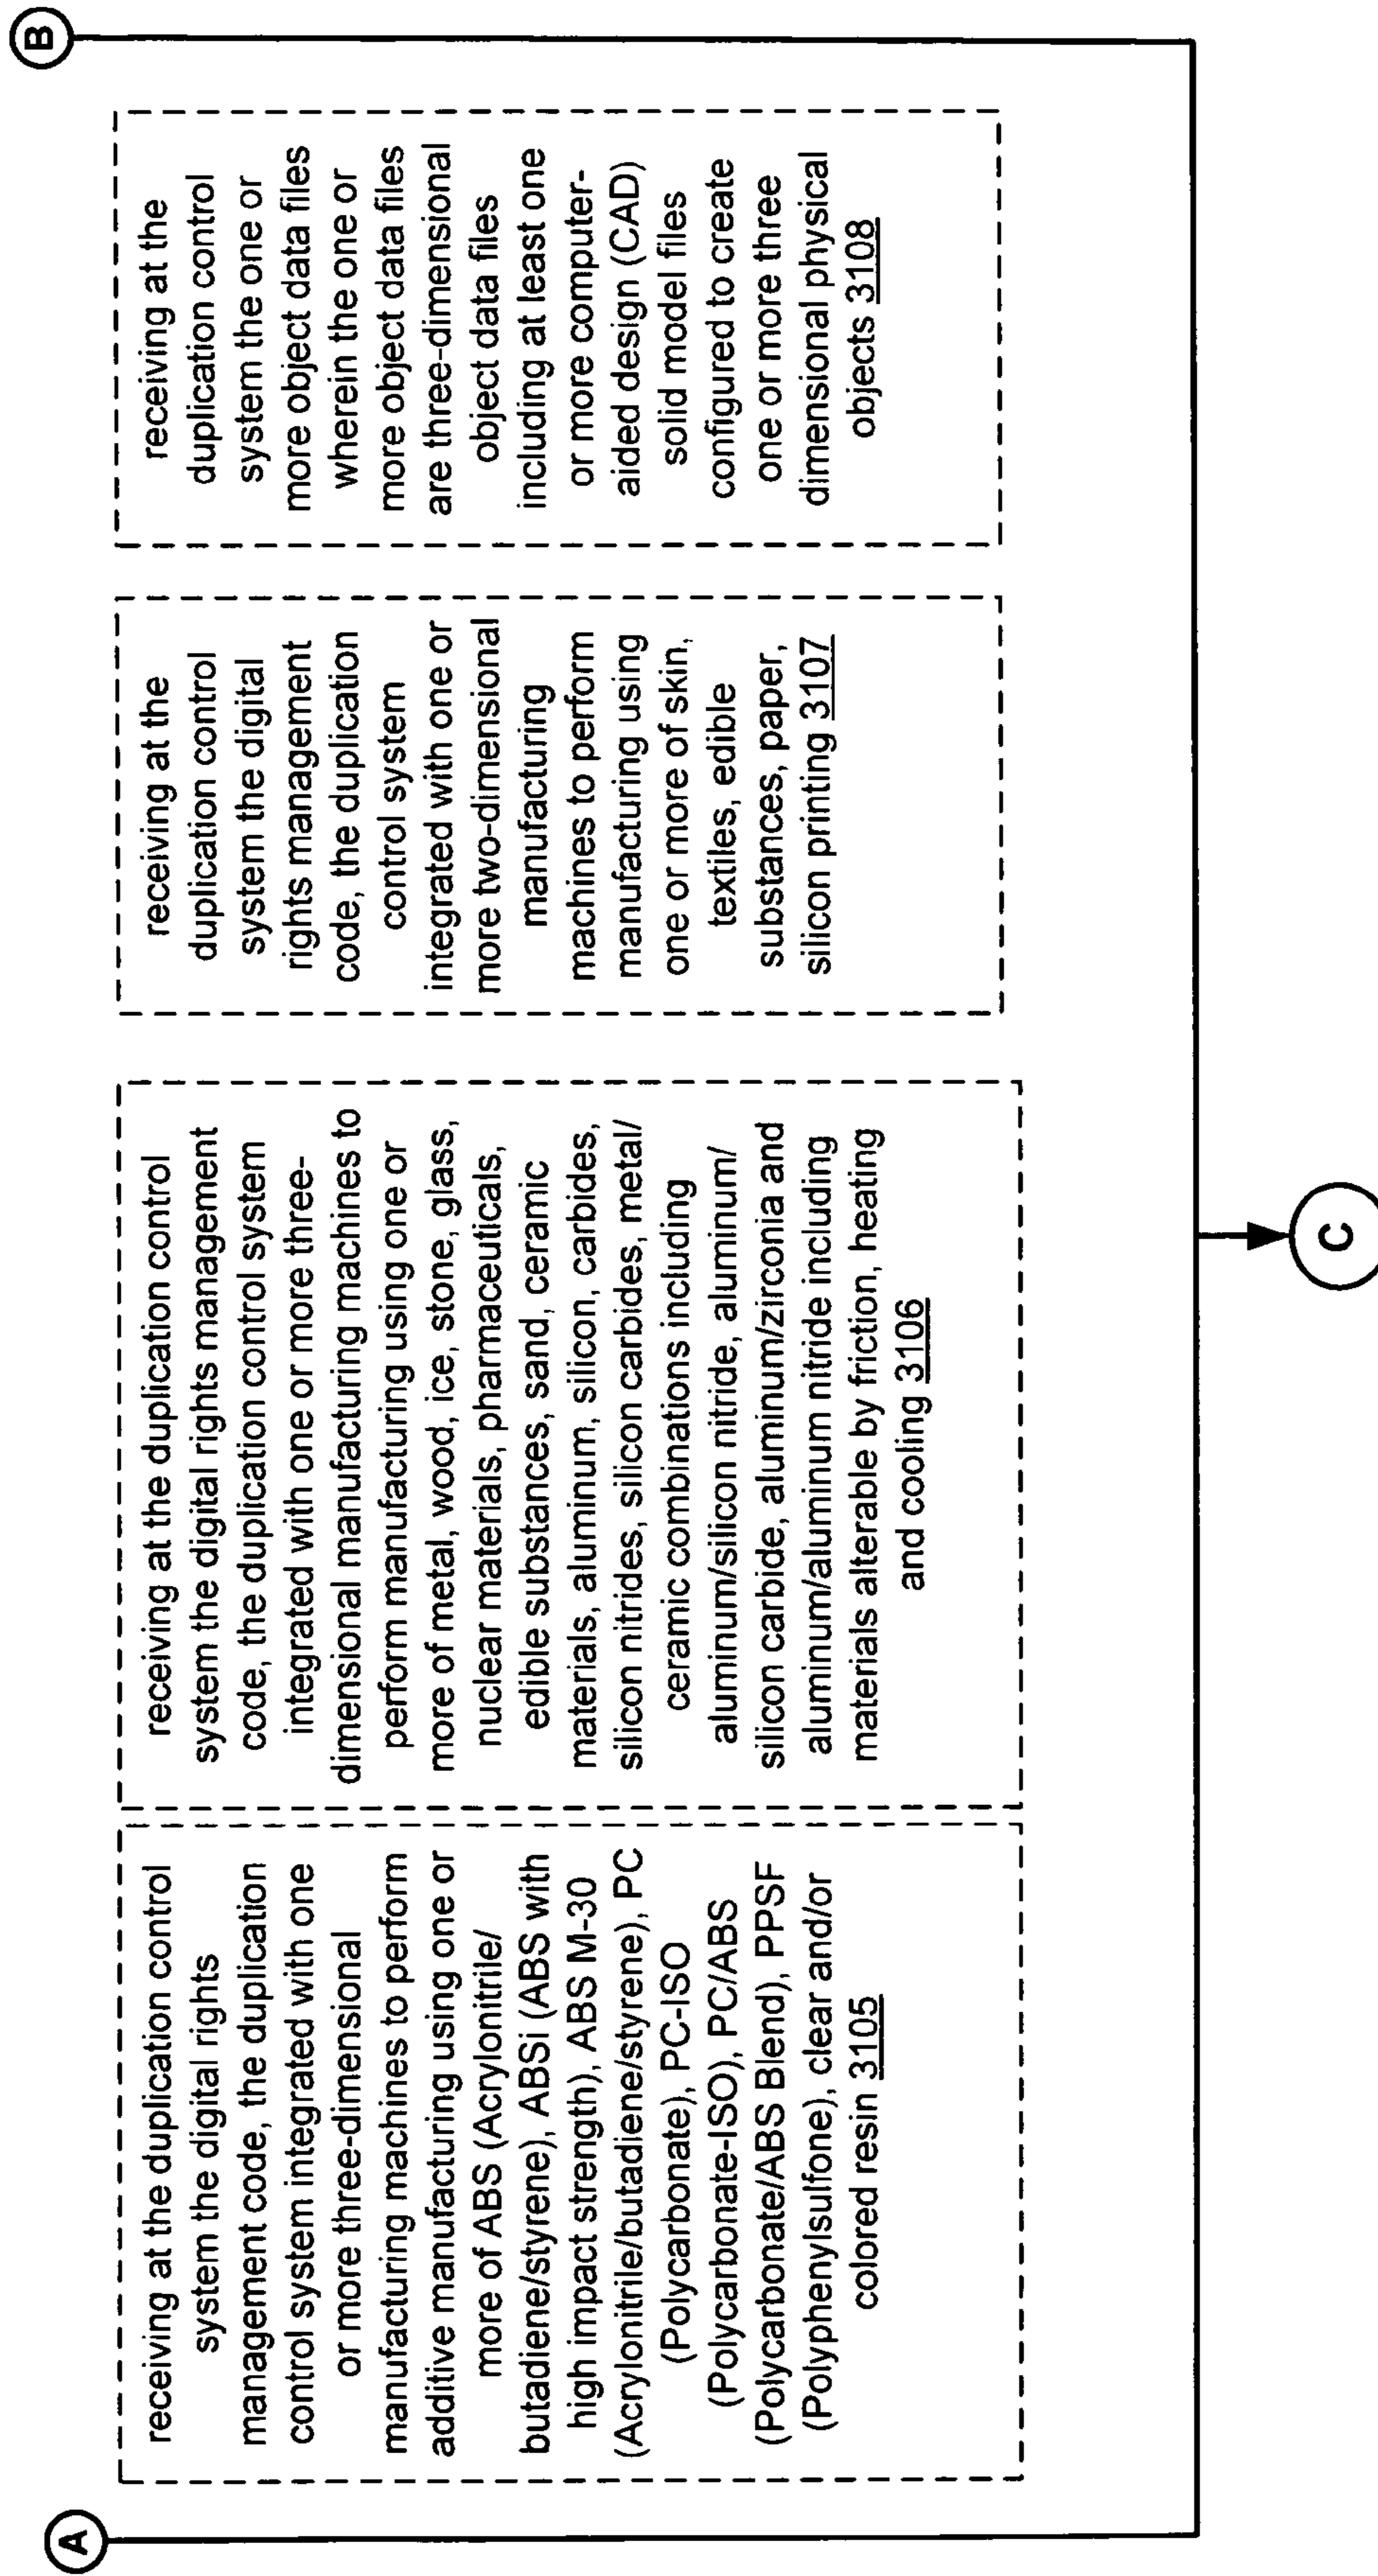 A
B
receiving at the duplication control
system the digital rights
management code, the duplication
control system integrated with one
or more three-dimensional
manufacturing machines to perform
additive manufacturing using one or
more of ABS (Acrylonitrile/
butadiene/styrene), ABSi (ABS with
high impact strength), ABS M-30
(Acrylonitrile/butadiene/styrene), PC
(Polycarbonate), PC-ISO
(Polycarbonate-ISO), PC/ABS
(Polycarbonate/ABS Blend), PPSF
(Polyphenylsulfone), clear and/or
colored resin 3105
receiving at the duplication control
system the digital rights management
code, the duplication control system
integrated with one or more three-
dimensional manufacturing machines to
perform manufacturing using one or
more of metal, wood, ice, stone, glass,
nuclear materials, pharmaceuticals,
edible substances, sand, ceramic
materials, aluminum, silicon, carbides,
silicon nitrides, silicon carbides, metal/
ceramic combinations including
aluminum/silicon nitride, aluminum/
silicon carbide, aluminum/zirconia and
aluminum/aluminum nitride including
materials alterable by friction, heating
and cooling 3106
receiving at the
duplication control
system the digital
rights management
code, the duplication
control system
integrated with one or
more two-dimensional
manufacturing
machines to perform
manufacturing using
one or more of skin,
textiles, edible
substances, paper,
silicon printing 3107
receiving at the
duplication control
system the one or
more object data files
wherein the one or
more object data files
are three-dimensional
object data files
including at least one
or more computer-
aided design (CAD)
solid model files
configured to create
one or more three
dimensional physical
objects 3108
C